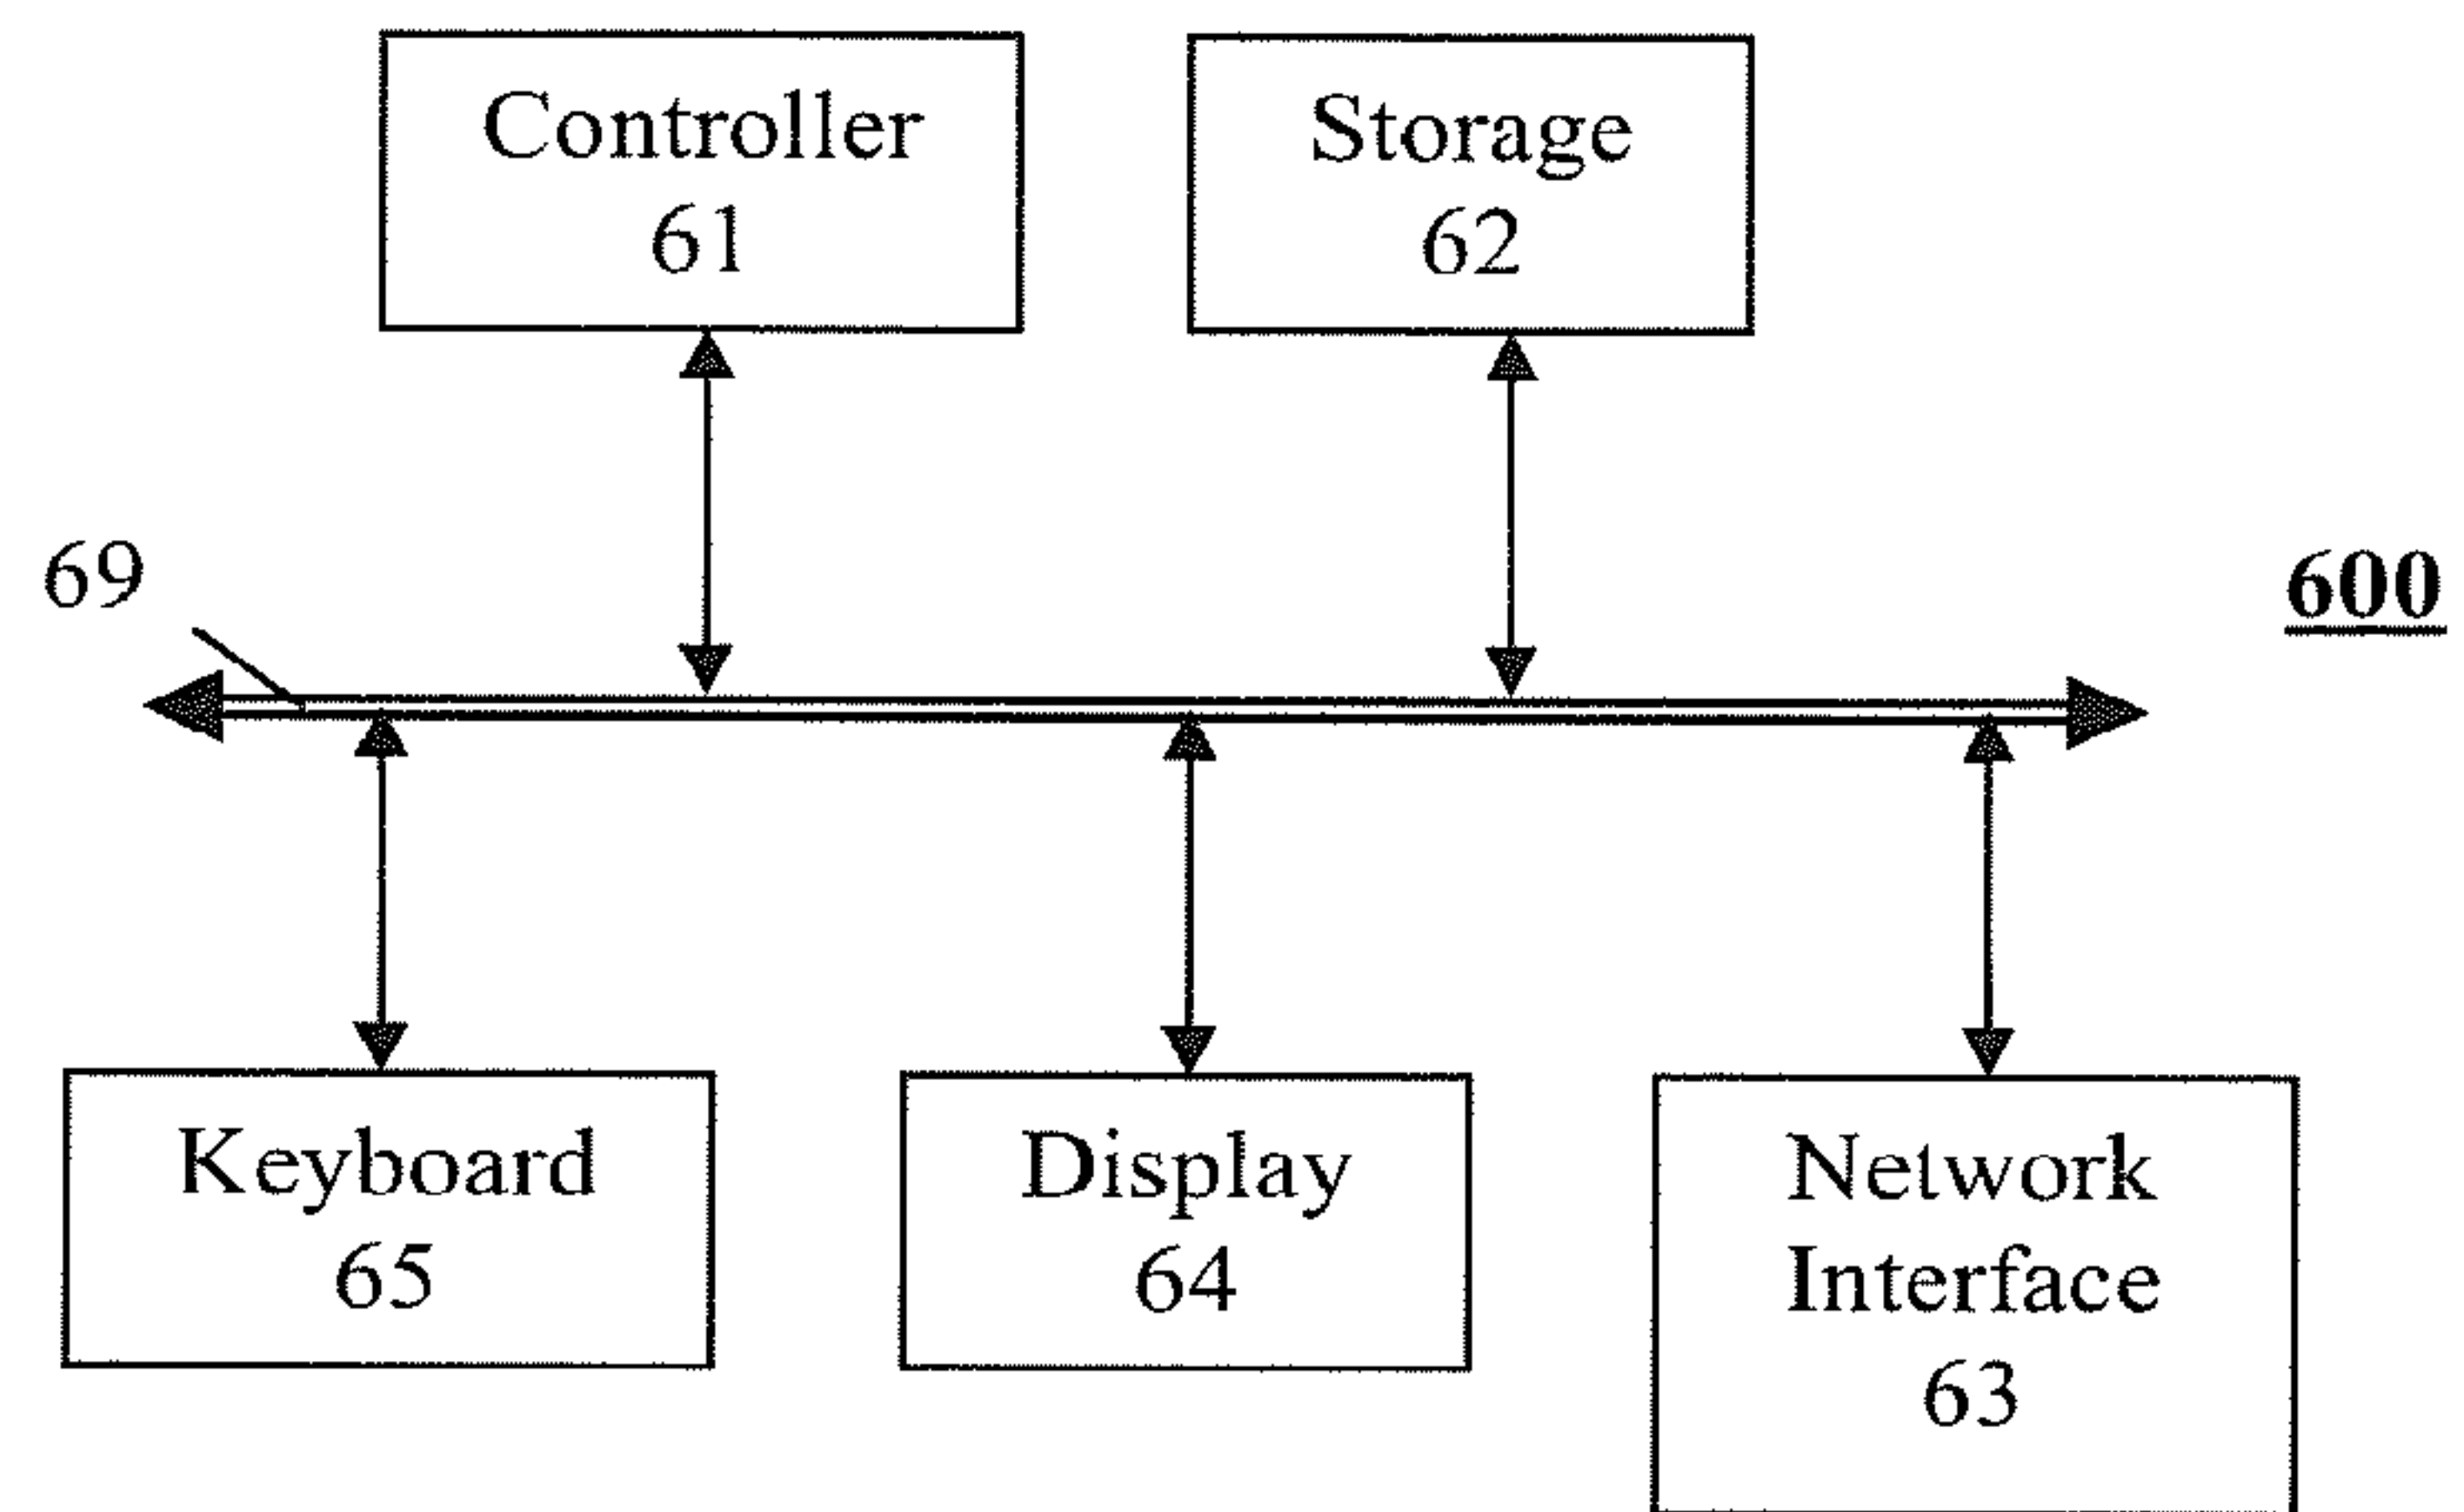 Controller
61
Storage
62
69
600
Keyboard
65
Display
64
Network
Interface
63